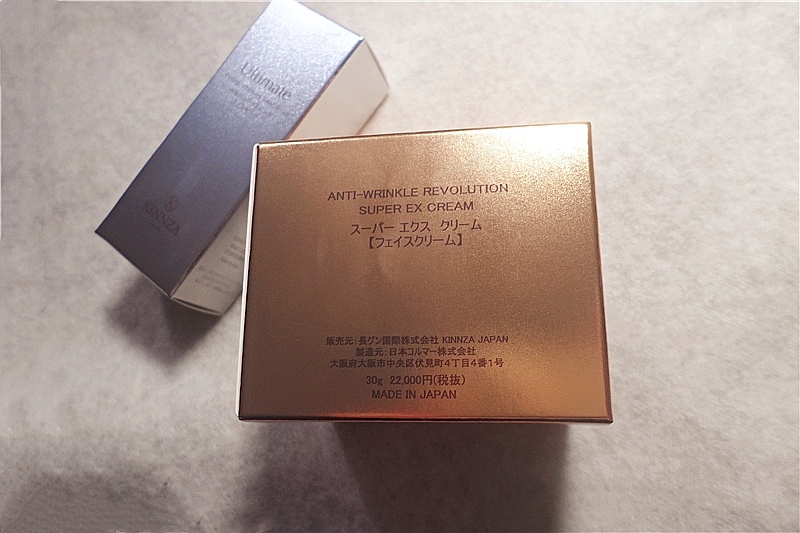 Ultimate
KINNZA
ANTI-WRINKLE REVOLUTION
SUPER EX CREAM
スーパー エクス クリーム
【フェイスクリーム】
販売元:長グン国際株式会社 KINNZA JAPAN
製造元:日本コルマー株式会社
大阪府大阪市中央区伏見町4丁目4番1号
30g 22,000円(税抜)
MADE IN JAPAN